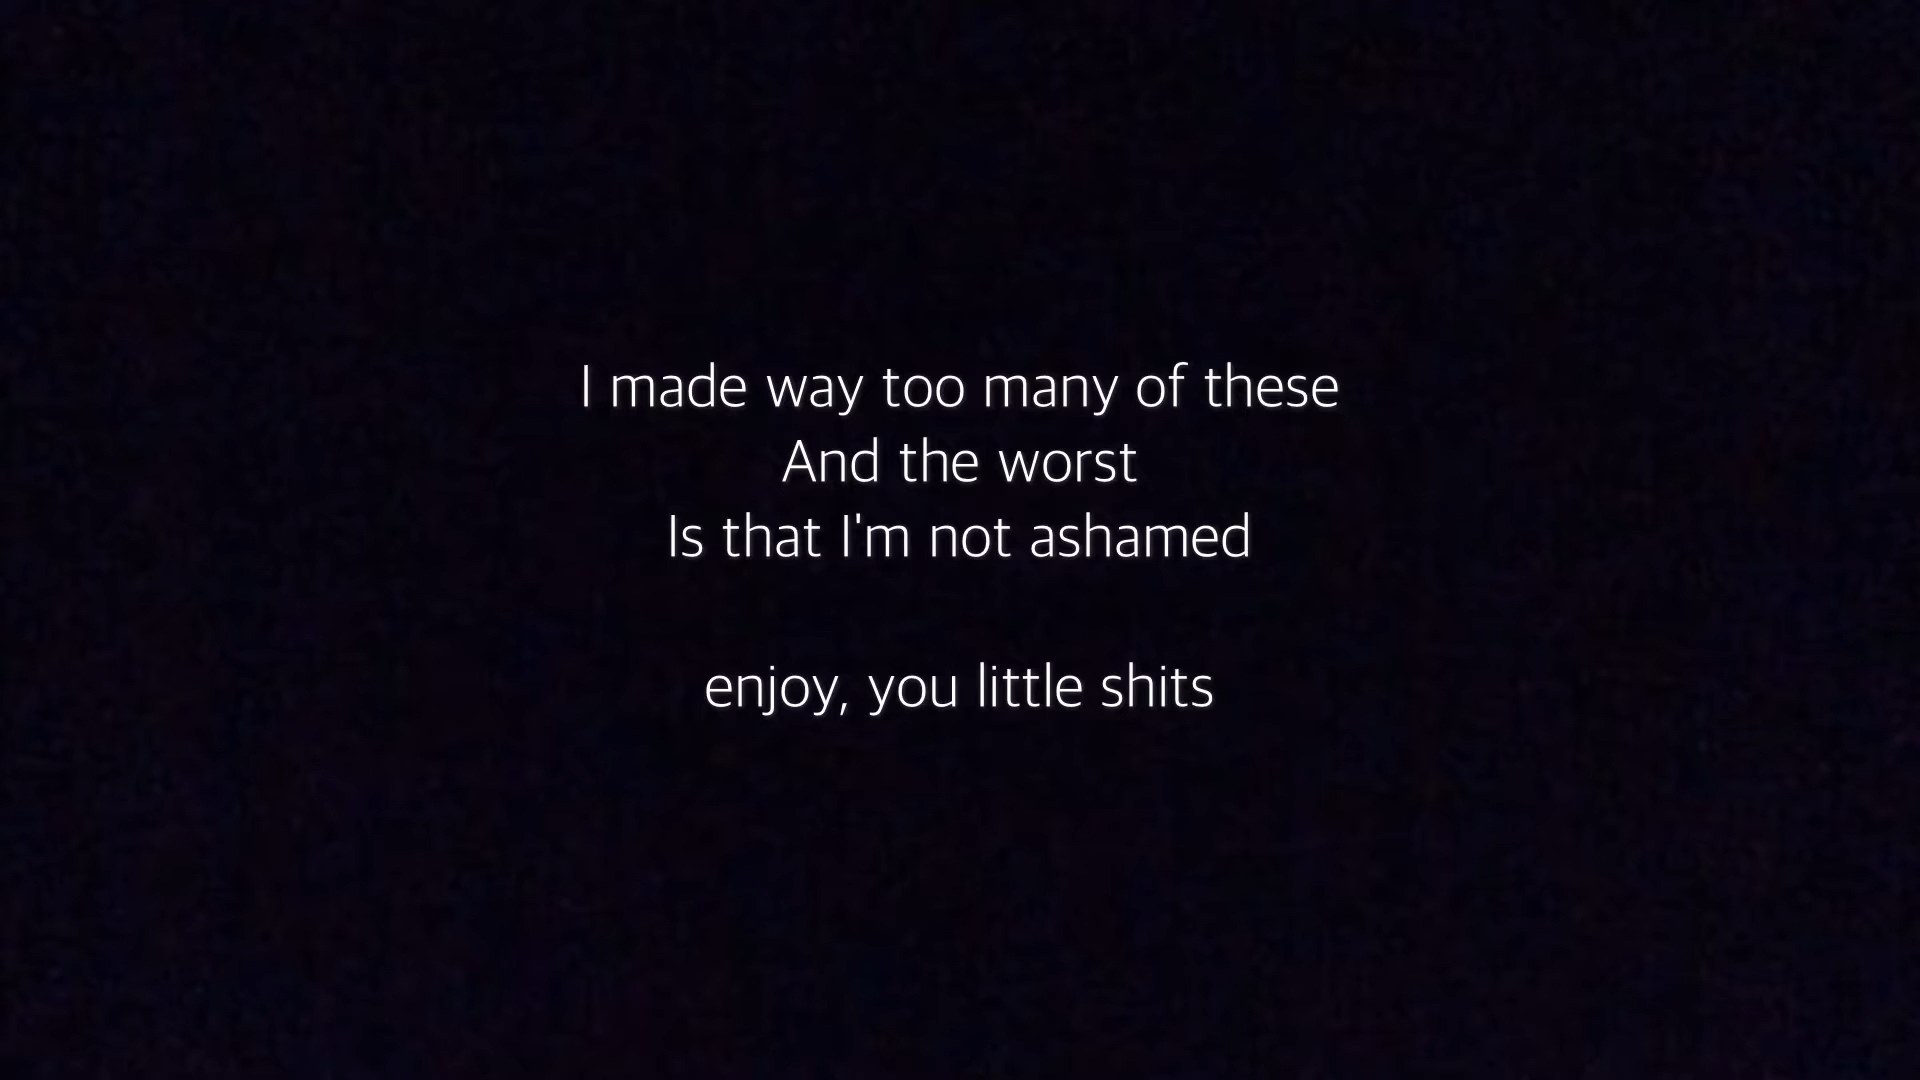 I made way too many of these
And the worst
Is that I'm not ashamed
enjoy, you little shits